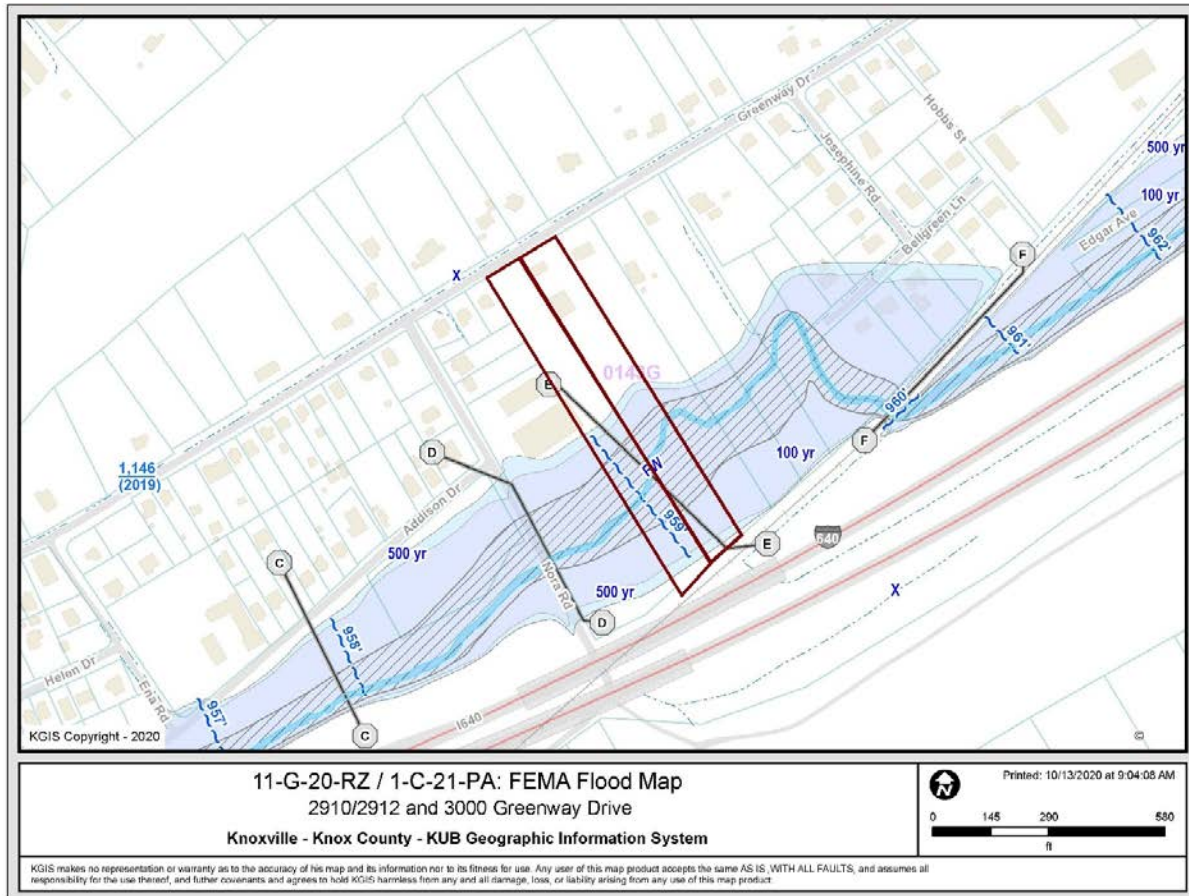 Greenway Dr
Hobbs St
Josephine Rd
500 yr
100 yr
Bellgreen Ln
Edgar Ave
962'
F
X
961'
0143G
E
960'
D
F
1,146
(2019)
RW
100 yr
Addison Dr
959'
E
640
500 yr
C
Nora Rd
500 yr
X
D
958'
Helen Dr
Ena Rd
957'
I640
C
KGIS Copyright - 2020
©
11-G-20-RZ / 1-C-21-PA: FEMA Flood Map
2910/2912 and 3000 Greenway Drive
Knoxville - Knox County - KUB Geographic Information System
N
Printed: 10/13/2020 at 9:04:08 AM
0 145 290 580
ft
KGIS makes no representation or warranty as to the accuracy of his map and its information nor to its fitness for use. Any user of this map product accepts the same AS IS ,WITH ALL FAULTS, and assumes all
responsibility for the use thereof, and futher covenants and agrees to hold KGIS harmless from any and all damage, loss, or liability arising from any use of this map product.